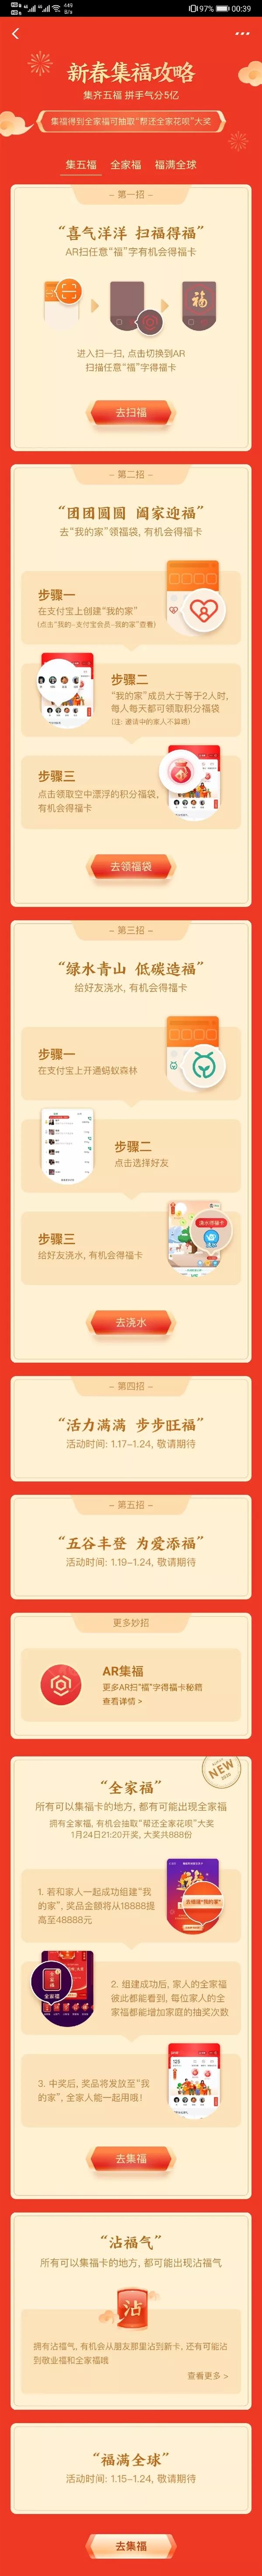 449
B/s
97%
00:39
新春集福攻略
集齐五福 拼手气分5亿
集福得到全家福可抽取“帮还全家花呗”大奖
集五福 全家福 福满全球
- 第一招 -
“喜气洋洋 扫福得福”
AR扫任意“福”字有机会得福卡
福
进入扫一扫, 点击切换到AR
扫描任意“福”字得福卡
去扫福
- 第二招 -
“团团圆圆 阖家迎福”
去“我的家”领福袋, 有机会得福卡
步骤一
在支付宝上创建“我的家”
(点击“我的-支付宝会员-我的家”查看)
步骤二
“我的家”成员大于等于2人时,
每人每天都可领取积分福袋
(注: 邀请中的家人不算哦)
步骤三
点击领取空中漂浮的积分福袋,
有机会得福卡
去领福袋
- 第三招 -
“绿水青山 低碳造福”
给好友浇水, 有机会得福卡
步骤一
在支付宝上开通蚂蚁森林
步骤二
点击选择好友
步骤三
给好友浇水, 有机会得福卡
浇水得福卡
去浇水
- 第四招 -
“活力满满 步步旺福”
活动时间: 1.17-1.24, 敬请期待
- 第五招 -
“五谷丰登 为爱添福”
活动时间: 1.19-1.24, 敬请期待
更多妙招
AR集福
更多AR扫“福”字得福卡秘籍
查看详情 >
NEW
“全家福”
所有可以集福卡的地方, 都有可能出现全家福
拥有全家福, 有机会抽取“帮还全家花呗”大奖
1月24日21:20开奖, 大奖共888份
1. 若和家人一起成功组建“我
的家”, 奖品金额将从18888提
高至48888元
去组建“我的家”
全家福
2. 组建成功后, 家人的全家福
彼此都能看到, 每位家人的全
家福都能增加家庭的抽奖次数
3. 中奖后, 奖品将发放至“我
的家”, 全家人能一起用哦!
去集福
“沾福气”
所有可以集福卡的地方, 都可能出现沾福气
沾
拥有沾福气, 有机会从朋友那里沾到新卡, 还有可能沾
到敬业福和全家福哦
查看更多 >
“福满全球”
活动时间: 1.15-1.24, 敬请期待
去集福